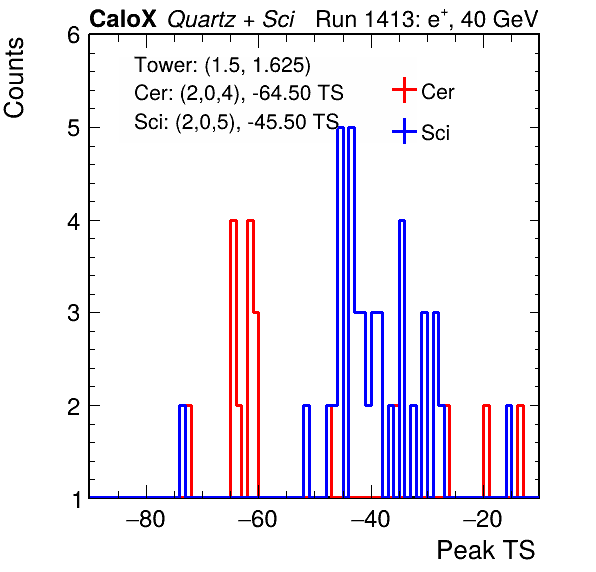 CaloX Quartz + Sci Run 1413: e+, 40 GeV
Counts
Tower: (1.5, 1.625)
Cer: (2,0,4), -64.50 TS
Sci: (2,0,5), -45.50 TS
Cer
Sci
6
5
4
3
2
1
−80 −60 −40 −20
Peak TS